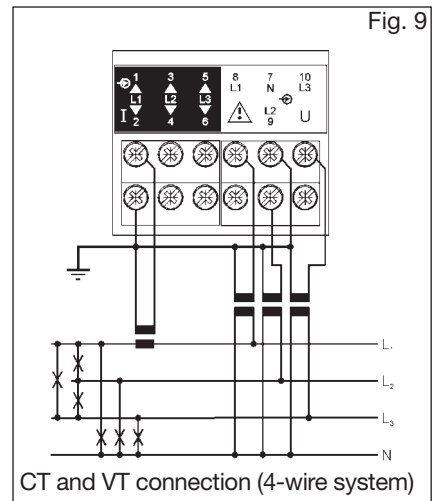 Fig. 9
1 3 5 8 7 10
L1 N L3
L1 L2 L3
I 2 4 6 L2 9 U
L₁
L₂
L₃
N
CT and VT connection (4-wire system)